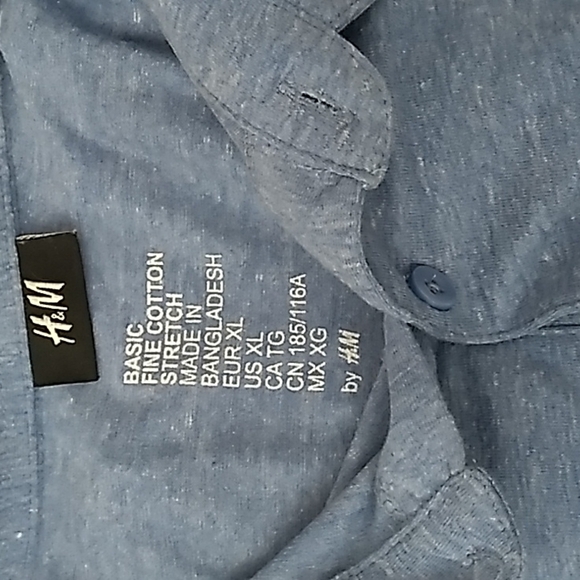 H&M
BASIC
FINE COTTON
STRETCH
MADE IN
BANGLADESH
EUR XL
US XL
CA TG
CN 185/116A
MX XG
by H&M